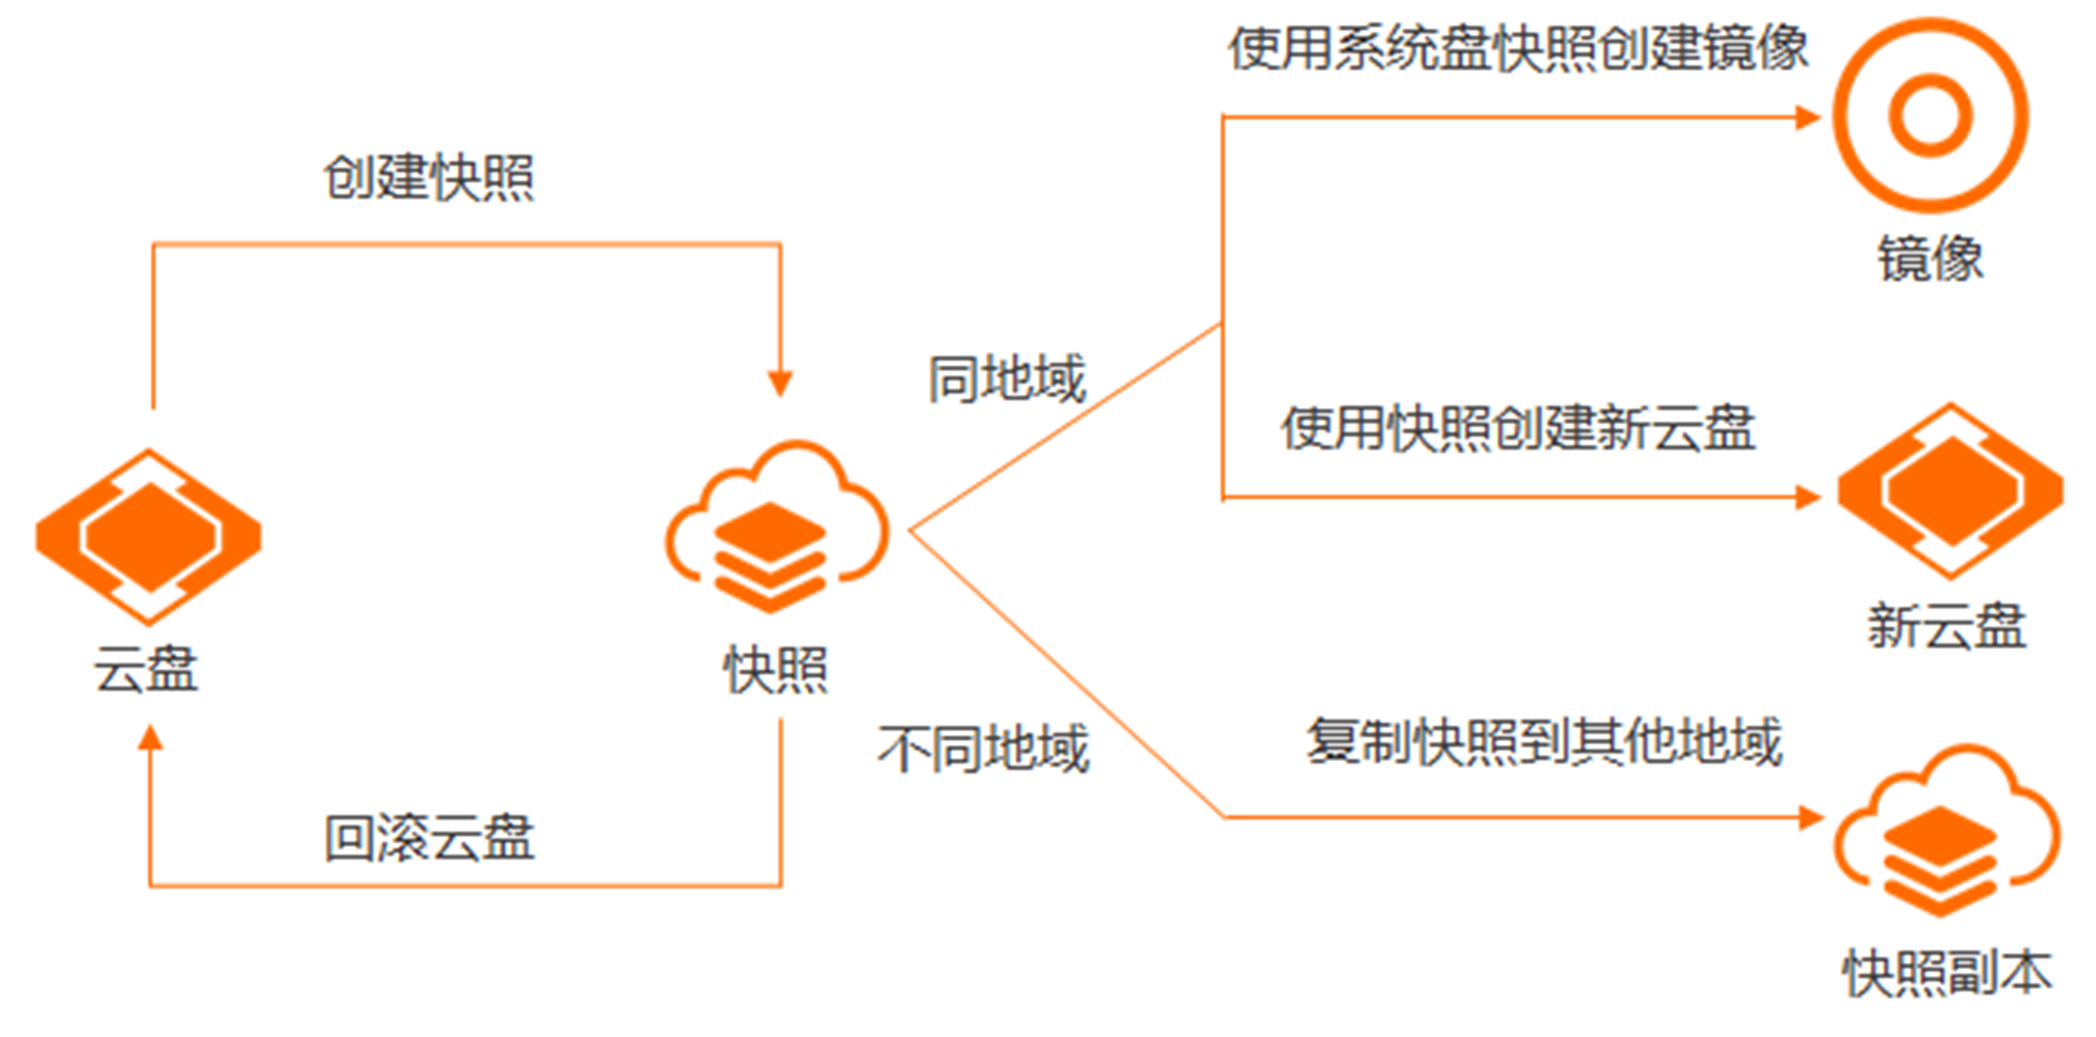 使用系统盘快照创建镜像
创建快照
镜像
同地域
使用快照创建新云盘
新云盘
云盘
快照
不同地域
复制快照到其他地域
回滚云盘
快照副本